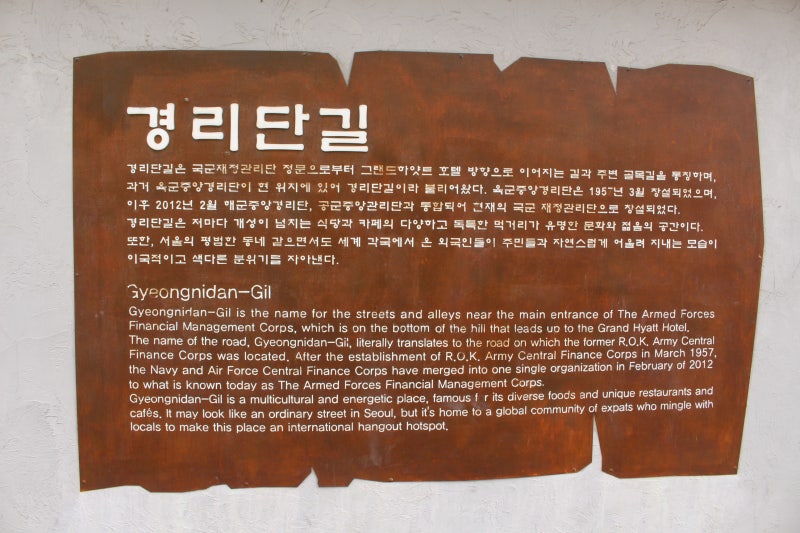 경리단길
경리단길은 국군재정관리단 정문으로부터 그랜드하얏트 호텔 방향으로 이어지는 길과 주변 골목길을 통칭하며,
과거 육군중앙경리단이 현 위치에 있어 경리단길이라 불리어왔다. 육군중앙경리단은 1957년 3월 창설되었으며,
이후 2012년 2월 해군중앙경리단, 공군중앙관리단과 통합되어 현재의 국군 재정관리단으로 창설되었다.
경리단길은 저마다 개성이 넘치는 식당과 카페의 다양하고 독특한 먹거리가 유명한 문화와 젊음의 공간이다.
또한, 서울의 평범한 동네 같으면서도 세계 각국에서 온 외국인들이 주민들과 자연스럽게 어울려 지내는 모습이
이국적이고 색다른 분위기를 자아낸다.
Gyeongnidan-Gil
Gyeongnidan-Gil is the name for the streets and alleys near the main entrance of The Armed Forces
Financial Management Corps, which is on the bottom of the hill that leads up to the Grand Hyatt Hotel.
The name of the road, Gyeongnidan-Gil, literally translates to the road on which the former R.O.K. Army Central
Finance Corps was located. After the establishment of R.O.K. Army Central Finance Corps in March 1957,
the Navy and Air Force Central Finance Corps have merged into one single organization in February of 2012
to what is known today as The Armed Forces Financial Management Corps.
Gyeongnidan-Gil is a multicultural and energetic place, famous f r its diverse foods and unique restaurants and
cafés. It may look like an ordinary street in Seoul, but it's home to a global community of expats who mingle with
locals to make this place an international hangout hotspot.